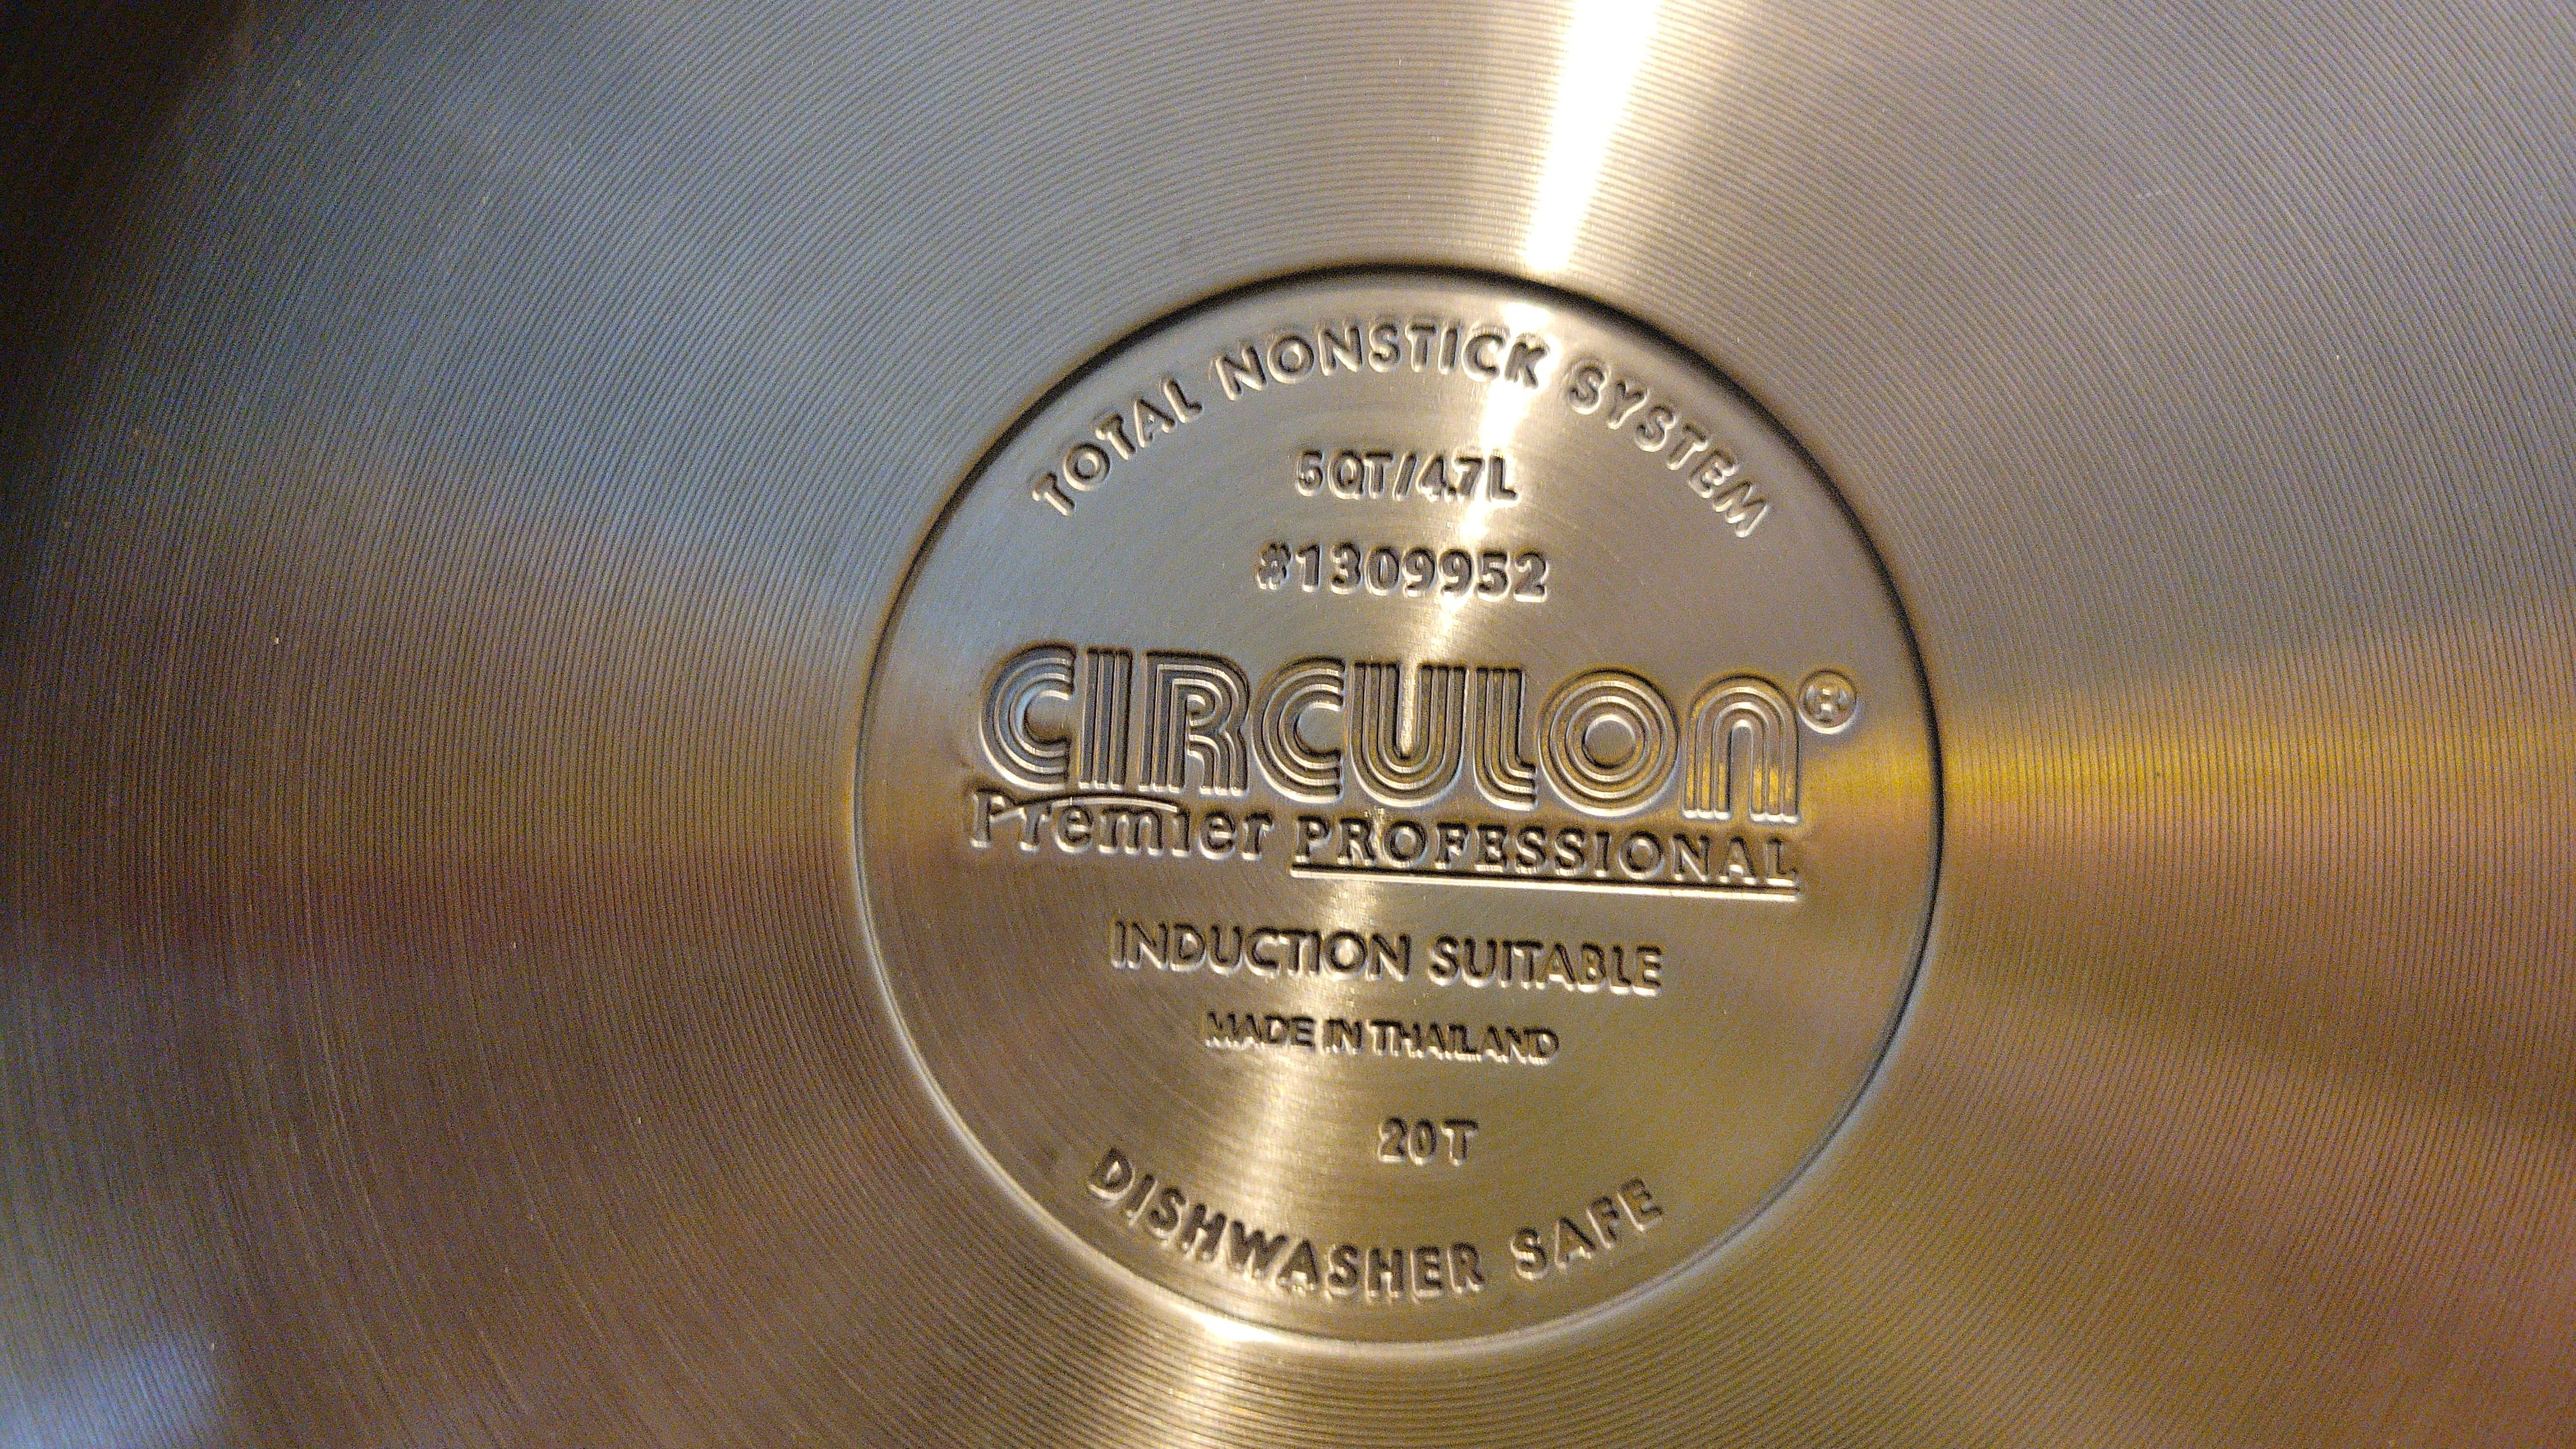 TOTAL NONSTICK SYSTEM
5QT/4.7L
#1309952
CIRCULON®
Premier PROFESSIONAL
INDUCTION SUITABLE
MADE IN THAILAND
20T
DISHWASHER SAFE